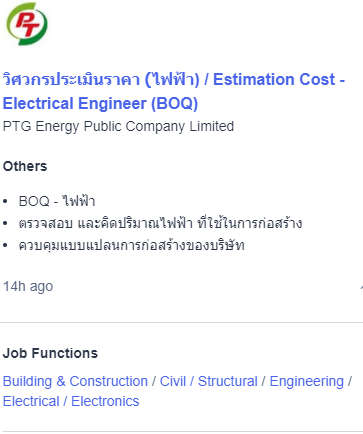 PT
วิศวกรประเมินราคา (ไฟฟ้า) / Estimation Cost -
Electrical Engineer (BOQ)
PTG Energy Public Company Limited
Others
• BOQ - ไฟฟ้า
• ตรวจสอบ และคิดปริมาณไฟฟ้า ที่ใช้ในการก่อสร้าง
• ควบคุมแบบแปลนการก่อสร้างของบริษัท
14h ago
Job Functions
Building & Construction / Civil / Structural / Engineering /
Electrical / Electronics